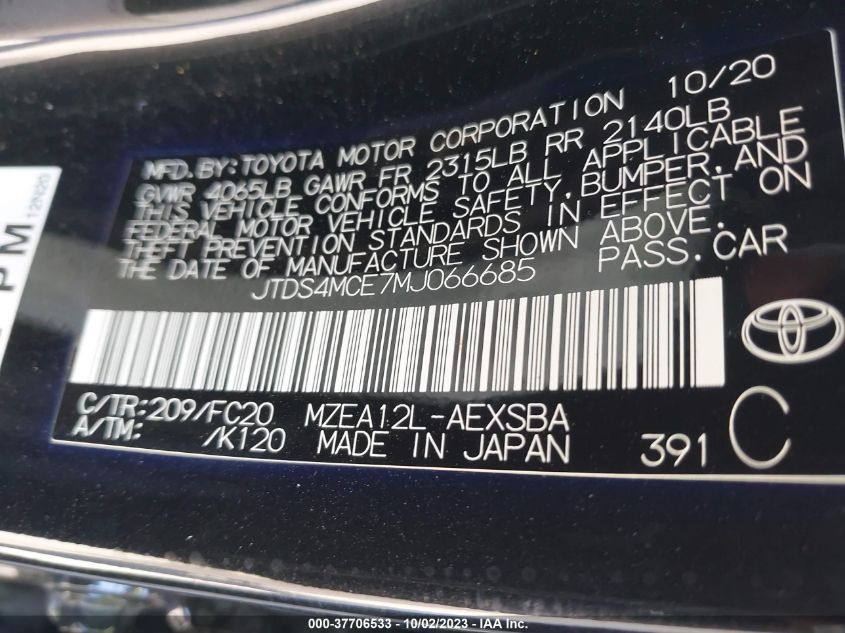 10/20
MFD.BY:TOYOTA MOTOR CORPORATION
GVWR 4065LB GAWR FR 2315LB RR 2140LB
THIS VEHICLE CONFORMS TO ALL APPLICABLE
FEDERAL MOTOR VEHICLE SAFETY,BUMPER,AND
THEFT PREVENTION STANDARDS IN EFFECT ON
THE DATE OF MANUFACTURE SHOWN ABOVE.
JTDS4MCE7MJ066685 PASS.CAR
C/TR:209/FC20 MZEA12L-AEXSBA
A/TM: /K120 MADE IN JAPAN 391 C
12N20
PM
000-37706533 - 10/02/2023 - IAA Inc.